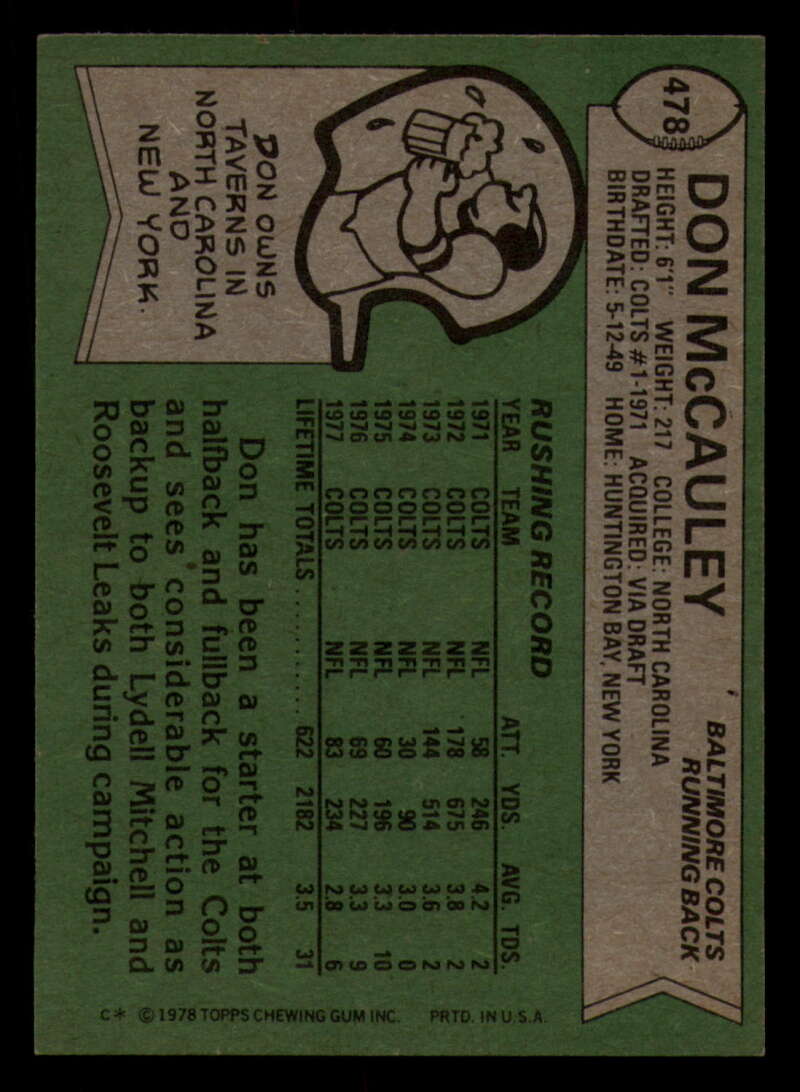 478
DON McCAULEY
BALTIMORE COLTS
RUNNING BACK
HEIGHT: 6'1" WEIGHT: 217 COLLEGE: NORTH CAROLINA
DRAFTED: COLTS #1-1971 ACQUIRED: VIA DRAFT
BIRTHDATE: 5-12-49 HOME: HUNTINGTON BAY, NEW YORK
DON OWNS
TAVERNS IN
NORTH CAROLINA
AND
NEW YORK.
RUSHING RECORD
YEAR TEAM ATT. YDS. AVG. TDS.
1971 COLTS NFL 58 246 4.2 2
1972 COLTS NFL 178 675 3.8 2
1973 COLTS NFL 144 514 3.6 2
1974 COLTS NFL 30 90 3.0 0
1975 COLTS NFL 60 196 3.3 10
1976 COLTS NFL 69 227 3.3 9
1977 COLTS NFL 83 234 2.8 6
LIFETIME TOTALS .......... 622 2182 3.5 31
Don has been a starter at both
halfback and fullback for the Colts
and sees considerable action as
backup to both Lydell Mitchell and
Roosevelt Leaks during campaign.
C* ©1978 TOPPS CHEWING GUM INC. PRTD. IN U.S.A.